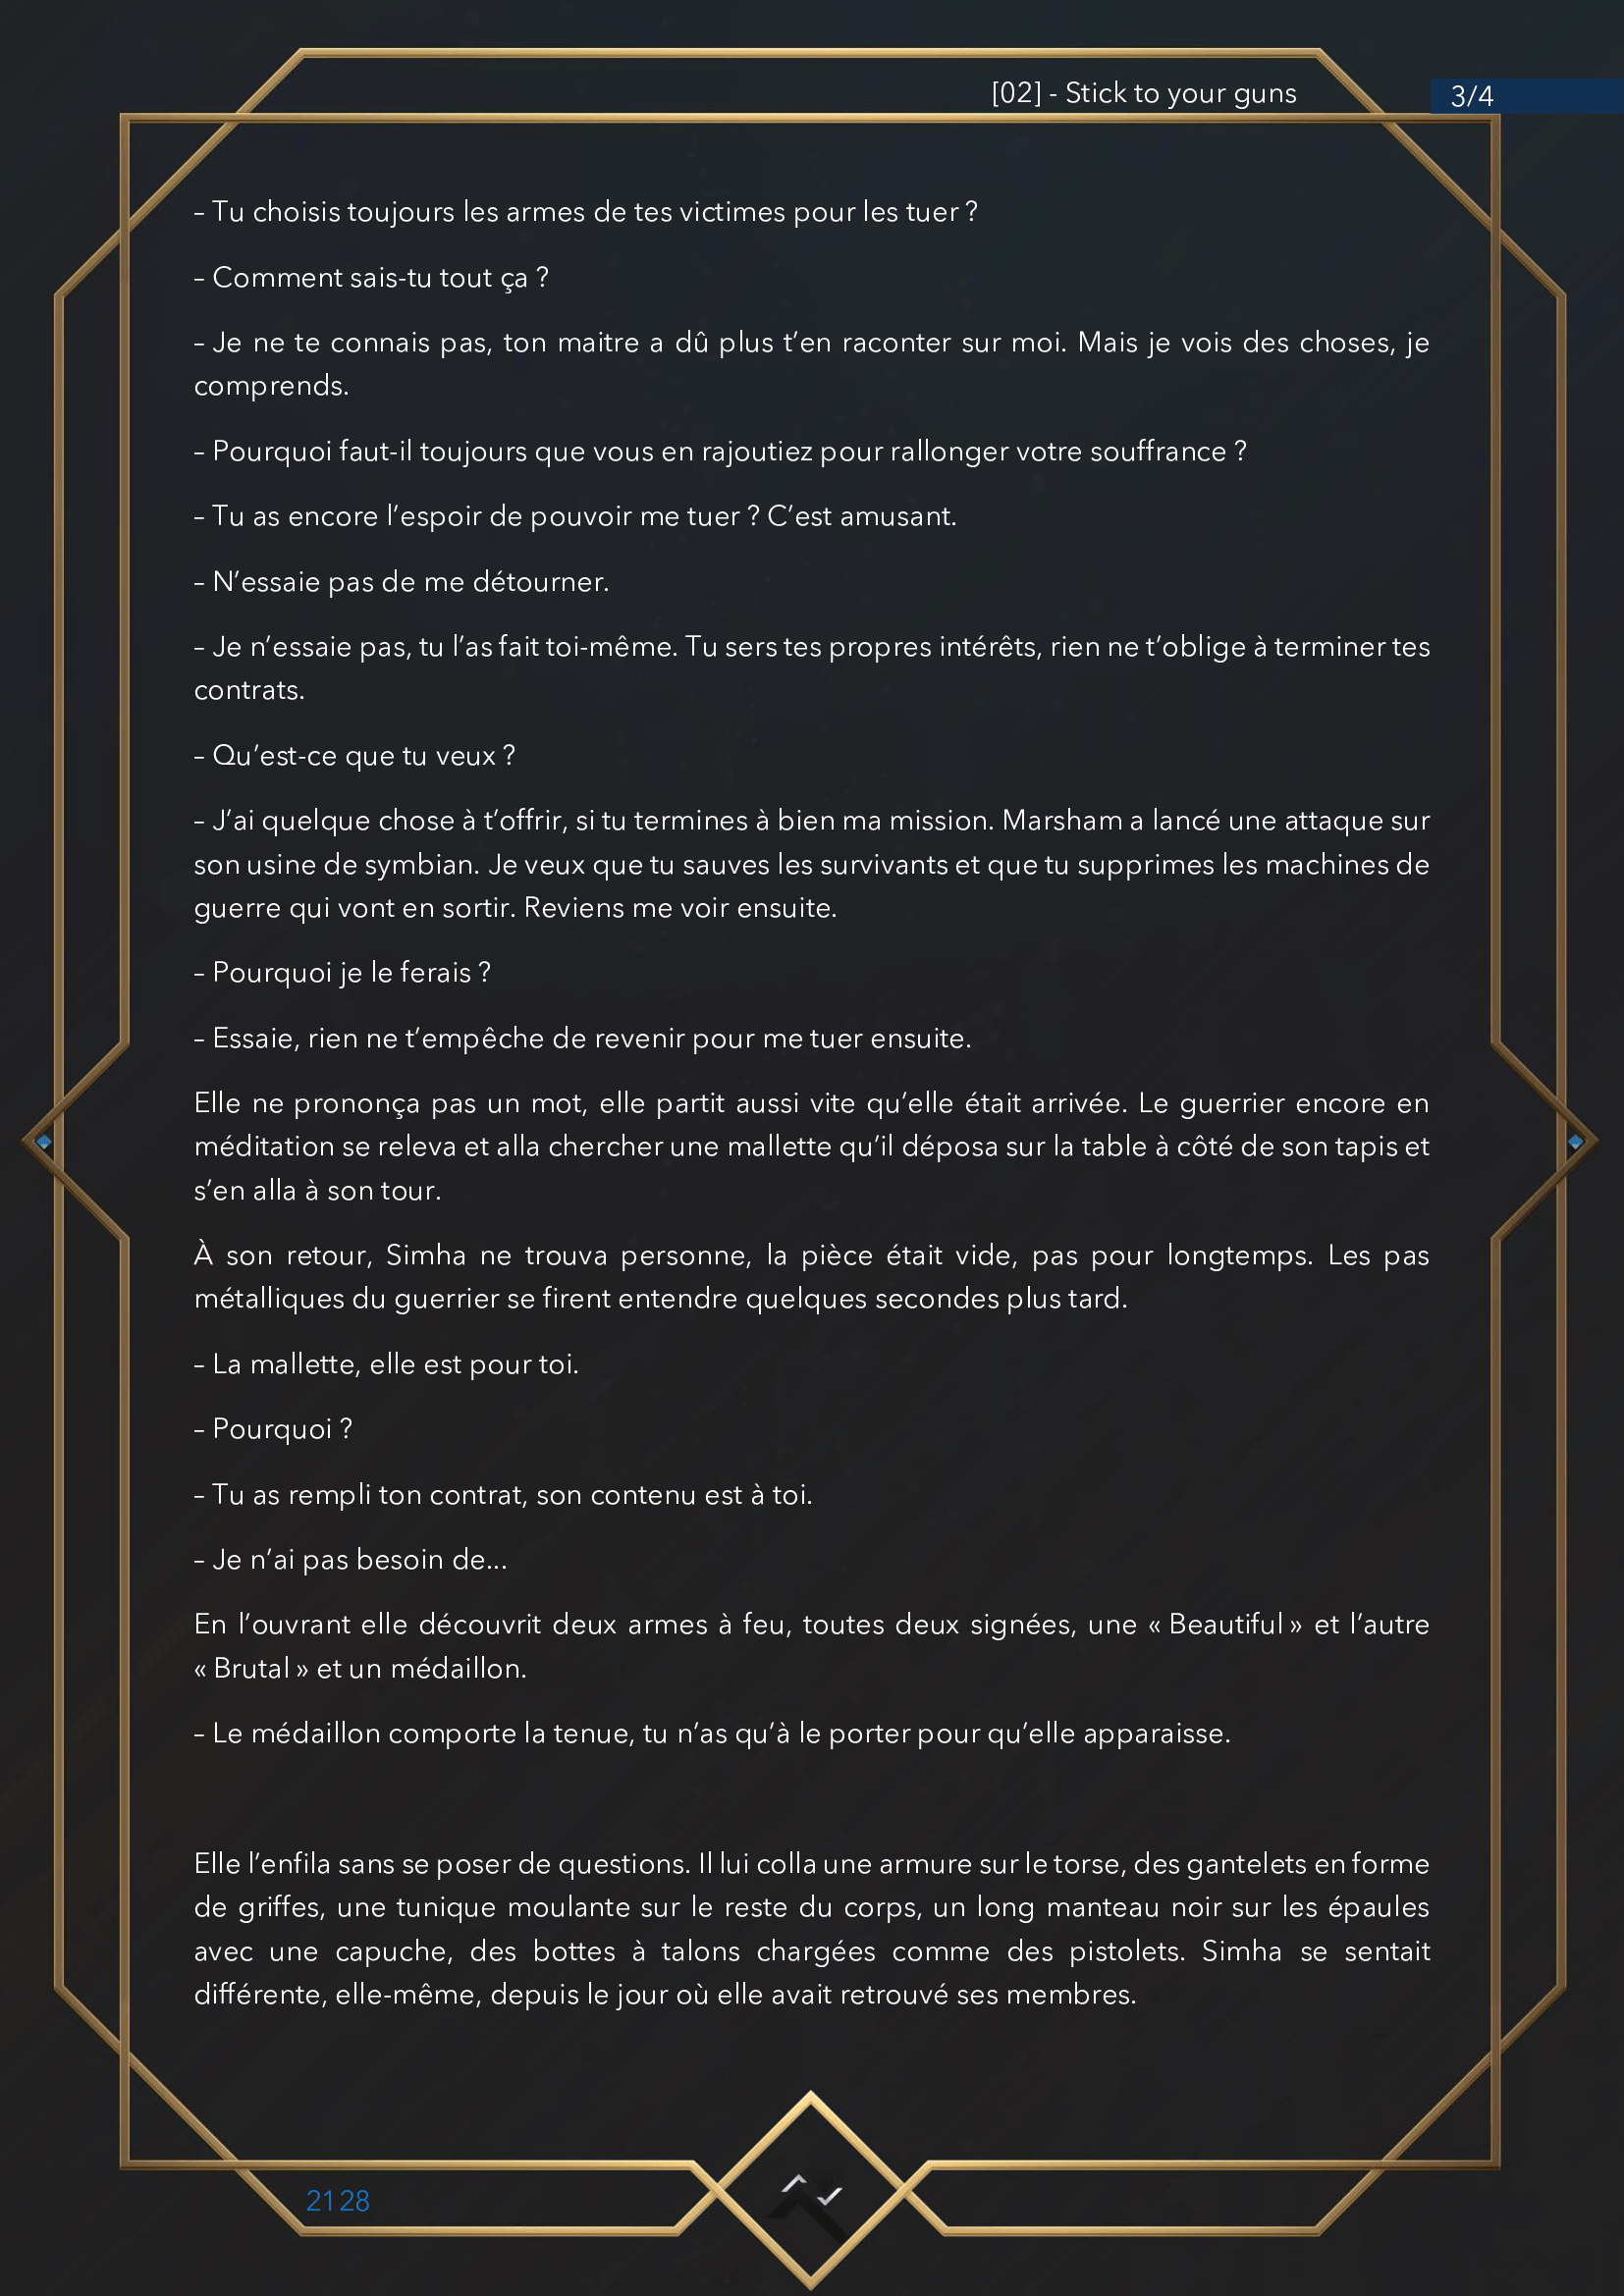 [02] - Stick to your guns
3/4
– Tu choisis toujours les armes de tes victimes pour les tuer ?
– Comment sais-tu tout ça ?
– Je ne te connais pas, ton maitre a dû plus t’en raconter sur moi. Mais je vois des choses, je
comprends.
– Pourquoi faut-il toujours que vous en rajoutiez pour rallonger votre souffrance ?
– Tu as encore l’espoir de pouvoir me tuer ? C’est amusant.
– N’essaie pas de me détourner.
– Je n’essaie pas, tu l’as fait toi-même. Tu sers tes propres intérêts, rien ne t’oblige à terminer tes
contrats.
– Qu’est-ce que tu veux ?
– J’ai quelque chose à t’offrir, si tu termines à bien ma mission. Marsham a lancé une attaque sur
son usine de symbian. Je veux que tu sauves les survivants et que tu supprimes les machines de
guerre qui vont en sortir. Reviens me voir ensuite.
– Pourquoi je le ferais ?
– Essaie, rien ne t’empêche de revenir pour me tuer ensuite.
Elle ne prononça pas un mot, elle partit aussi vite qu’elle était arrivée. Le guerrier encore en
méditation se releva et alla chercher une mallette qu’il déposa sur la table à côté de son tapis et
s’en alla à son tour.
À son retour, Simha ne trouva personne, la pièce était vide, pas pour longtemps. Les pas
métalliques du guerrier se firent entendre quelques secondes plus tard.
– La mallette, elle est pour toi.
– Pourquoi ?
– Tu as rempli ton contrat, son contenu est à toi.
– Je n’ai pas besoin de...
En l’ouvrant elle découvrit deux armes à feu, toutes deux signées, une « Beautiful » et l’autre
« Brutal » et un médaillon.
– Le médaillon comporte la tenue, tu n’as qu’à le porter pour qu’elle apparaisse.
Elle l’enfila sans se poser de questions. Il lui colla une armure sur le torse, des gantelets en forme
de griffes, une tunique moulante sur le reste du corps, un long manteau noir sur les épaules
avec une capuche, des bottes à talons chargées comme des pistolets. Simha se sentait
différente, elle-même, depuis le jour où elle avait retrouvé ses membres.
2128